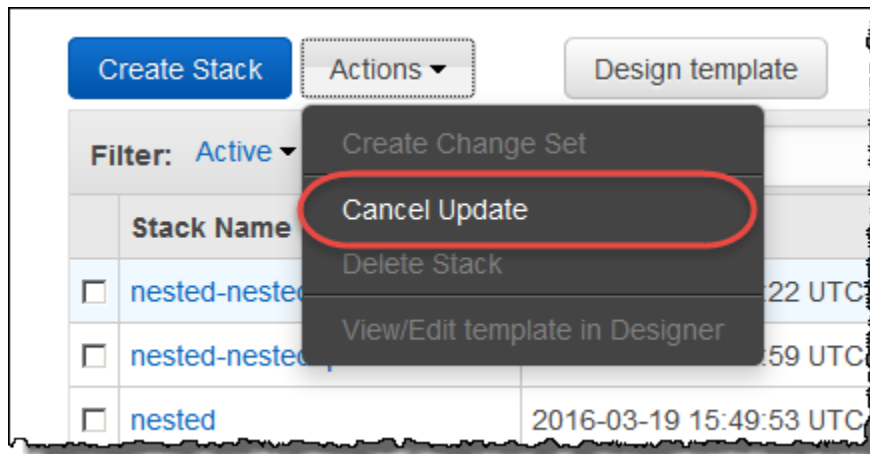 Create Stack Actions Design template
Filter: Active Create Change Set
Cancel Update
Stack Name
Delete Stack
nested-nested :22 UTC
View/Edit template in Designer
nested-nested :59 UTC
nested 2016-03-19 15:49:53 UTC